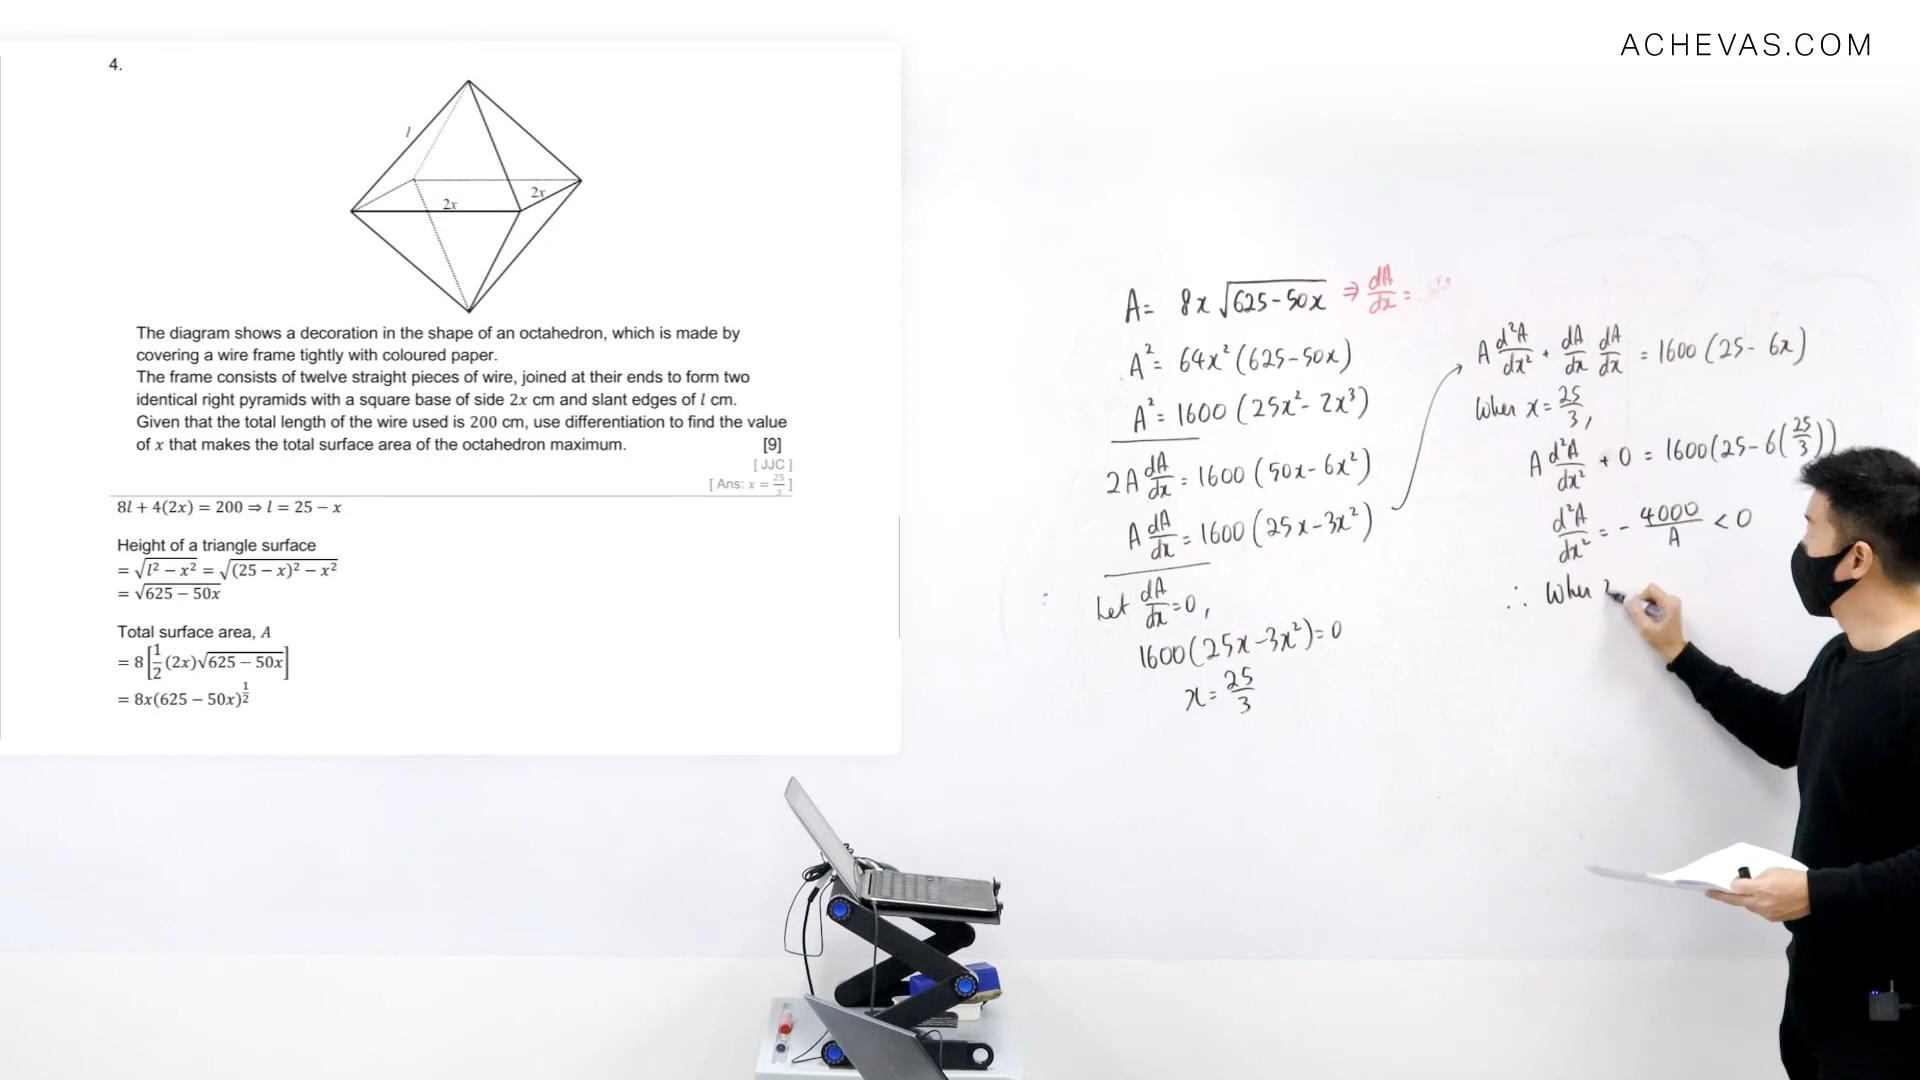 ACHEVAS.COM
4.
l
2x
2x
The diagram shows a decoration in the shape of an octahedron, which is made by
covering a wire frame tightly with coloured paper.
The frame consists of twelve straight pieces of wire, joined at their ends to form two
identical right pyramids with a square base of side 2x cm and slant edges of l cm.
Given that the total length of the wire used is 200 cm, use differentiation to find the value
of x that makes the total surface area of the octahedron maximum. [9]
[ JJC ]
[ Ans: x = 25/3 ]
8l + 4(2x) = 200 ⇒ l = 25 − x
Height of a triangle surface
= √(l² − x²) = √((25 − x)² − x²)
= √(625 − 50x)
Total surface area, A
= 8[1/2 (2x)√(625 − 50x)]
= 8x(625 − 50x)^(1/2)
A = 8x √(625 - 50x) ⇒ dA/dx =
A² = 64x² (625 - 50x)
A² = 1600 (25x² - 2x³)
2A dA/dx = 1600 (50x - 6x²)
A dA/dx = 1600 (25x - 3x²)
Let dA/dx = 0,
1600 (25x - 3x²) = 0
x = 25/3
A d²A/dx² + dA/dx dA/dx = 1600 (25 - 6x)
When x = 25/3,
A d²A/dx² + 0 = 1600 (25 - 6(25/3))
d²A/dx² = - 4000/A < 0
∴ When